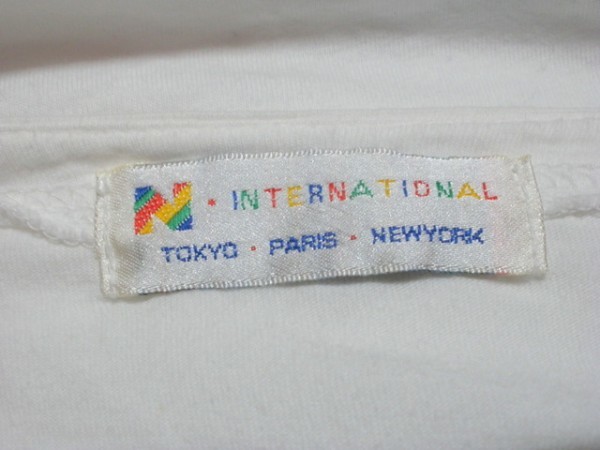 N · INTERNATIONAL
TOKYO · PARIS · NEWYORK